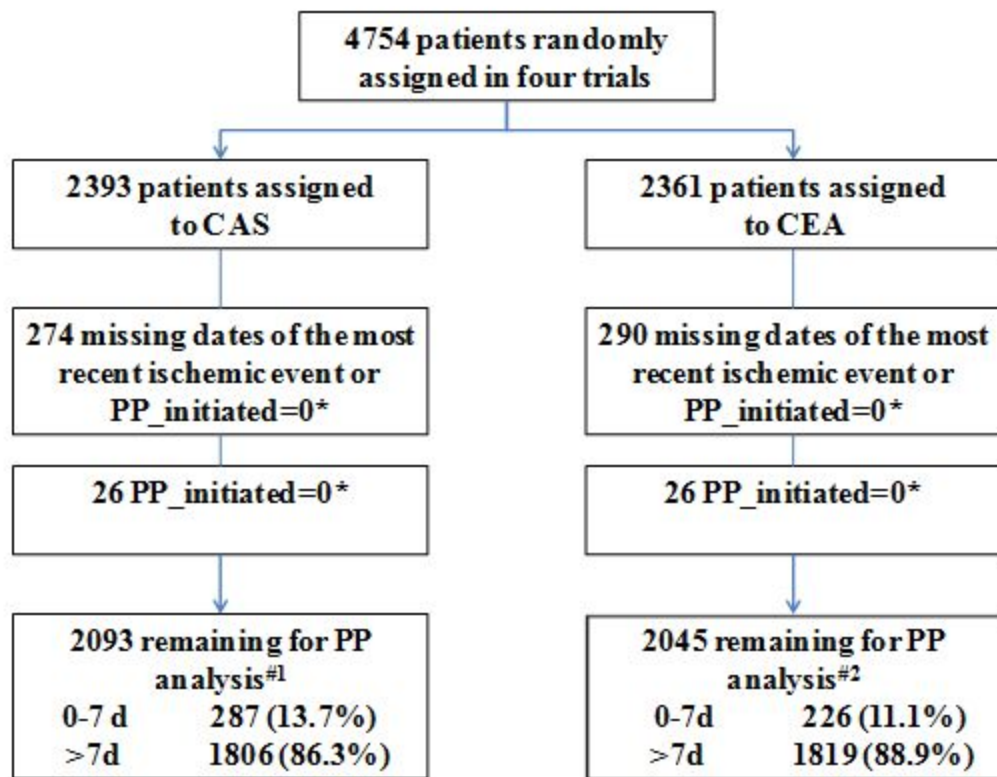 4754 patients randomly
assigned in four trials
2393 patients assigned
to CAS
2361 patients assigned
to CEA
274 missing dates of the most
recent ischemic event or
PP_initiated=0*
290 missing dates of the most
recent ischemic event or
PP_initiated=0*
26 PP_initiated=0*
26 PP_initiated=0*
2093 remaining for PP
analysis#1
0-7 d 287 (13.7%)
>7d 1806 (86.3%)
2045 remaining for PP
analysis#2
0-7d 226 (11.1%)
>7d 1819 (88.9%)